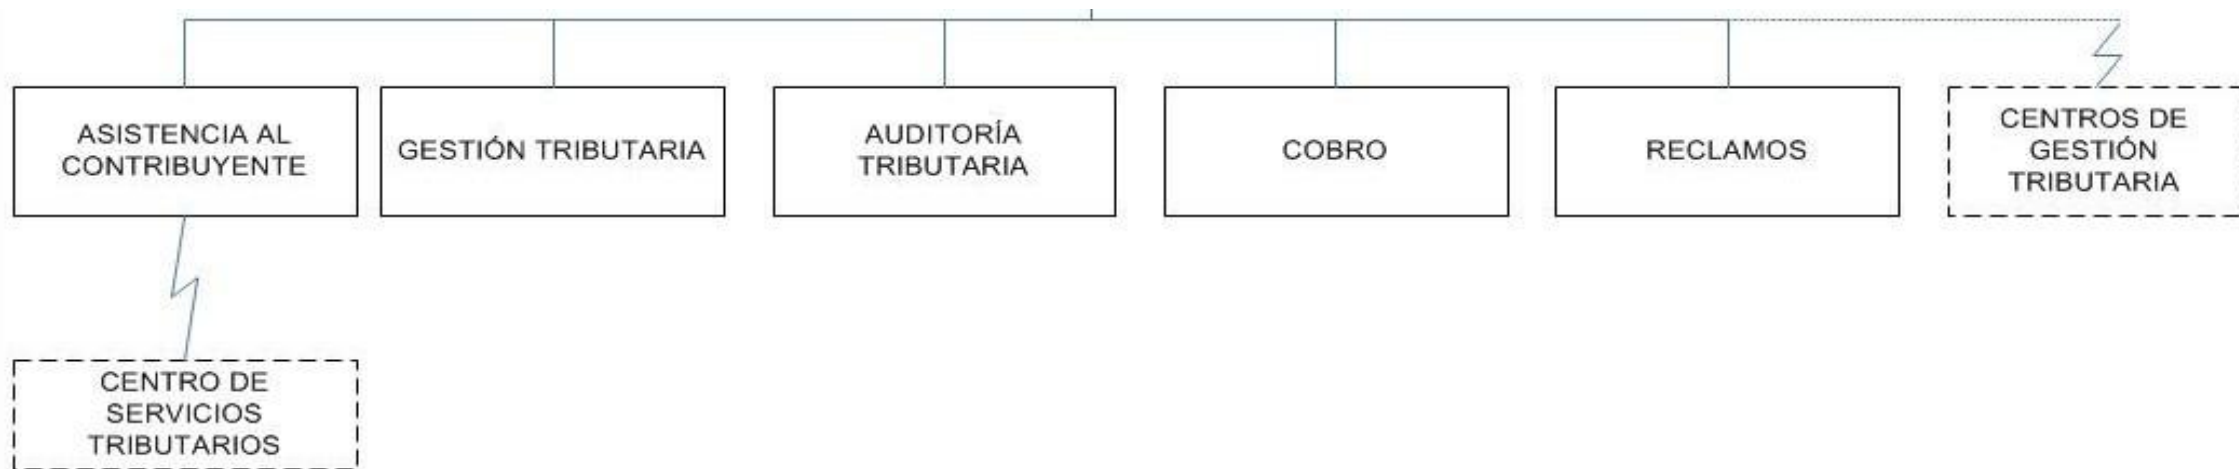 ASISTENCIA AL
CONTRIBUYENTE
GESTIÓN TRIBUTARIA
AUDITORÍA
TRIBUTARIA
COBRO
RECLAMOS
CENTROS DE
GESTIÓN
TRIBUTARIA
CENTRO DE
SERVICIOS
TRIBUTARIOS